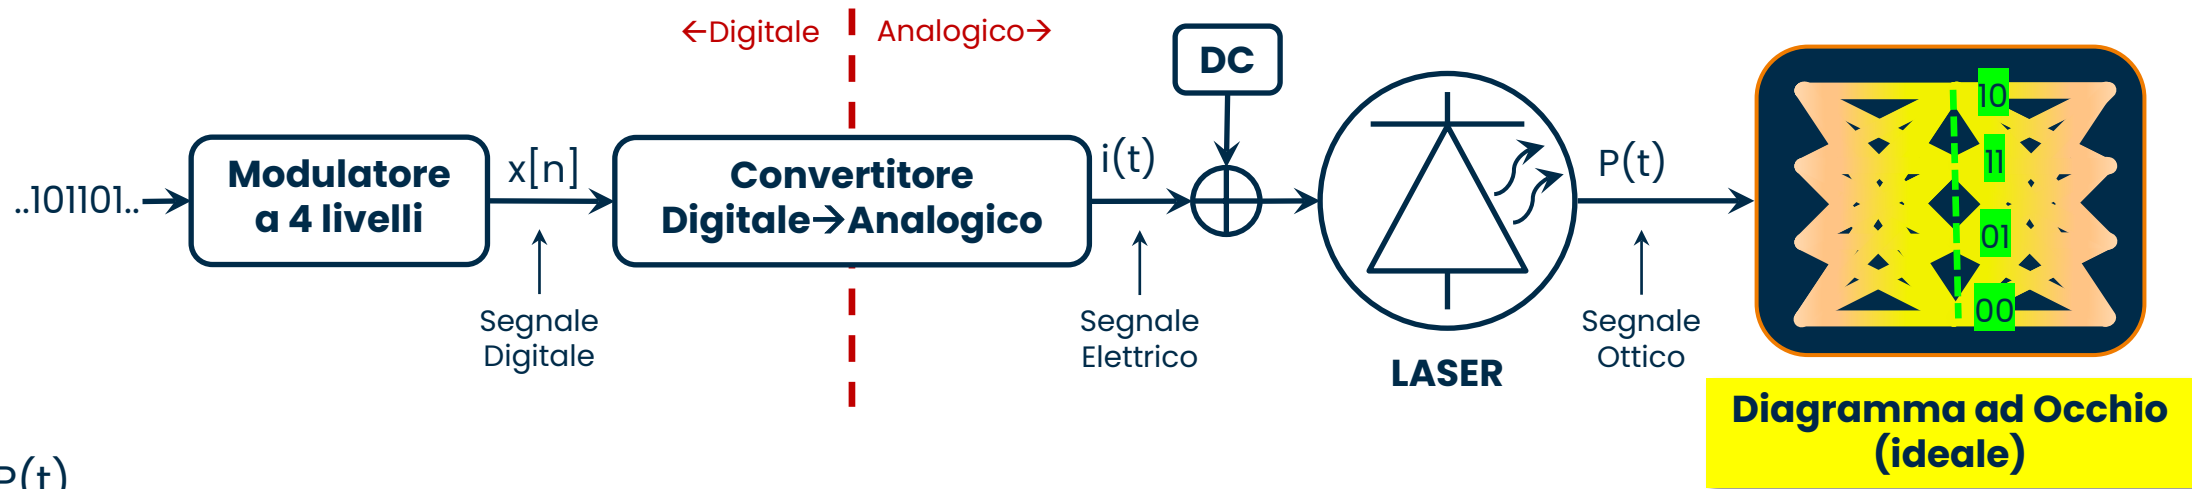 ←Digitale
Analogico→
DC
10
11
01
00
..101101..
Modulatore
a 4 livelli
x[n]
Convertitore
Digitale→Analogico
i(t)
P(t)
Segnale
Digitale
Segnale
Elettrico
LASER
Segnale
Ottico
Diagramma ad Occhio
(ideale)
P(t)